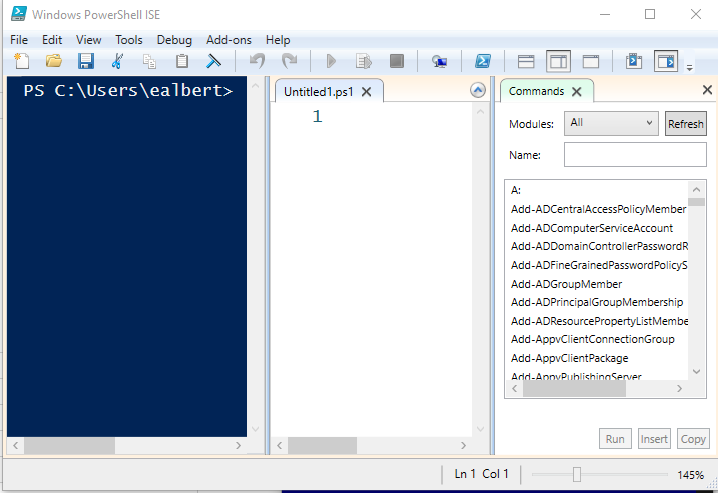 Windows PowerShell ISE
File Edit View Tools Debug Add-ons Help
PS C:\Users\ealbert>
Untitled1.ps1
1
Commands
Modules: All Refresh
Name:
A:
Add-ADCentralAccessPolicyMember
Add-ADComputerServiceAccount
Add-ADDomainControllerPasswordR
Add-ADFineGrainedPasswordPolicyS
Add-ADGroupMember
Add-ADPrincipalGroupMembership
Add-ADResourcePropertyListMembe
Add-AppvClientConnectionGroup
Add-AppvClientPackage
Add-AppvPublishingServer
Run Insert Copy
Ln 1 Col 1 145%